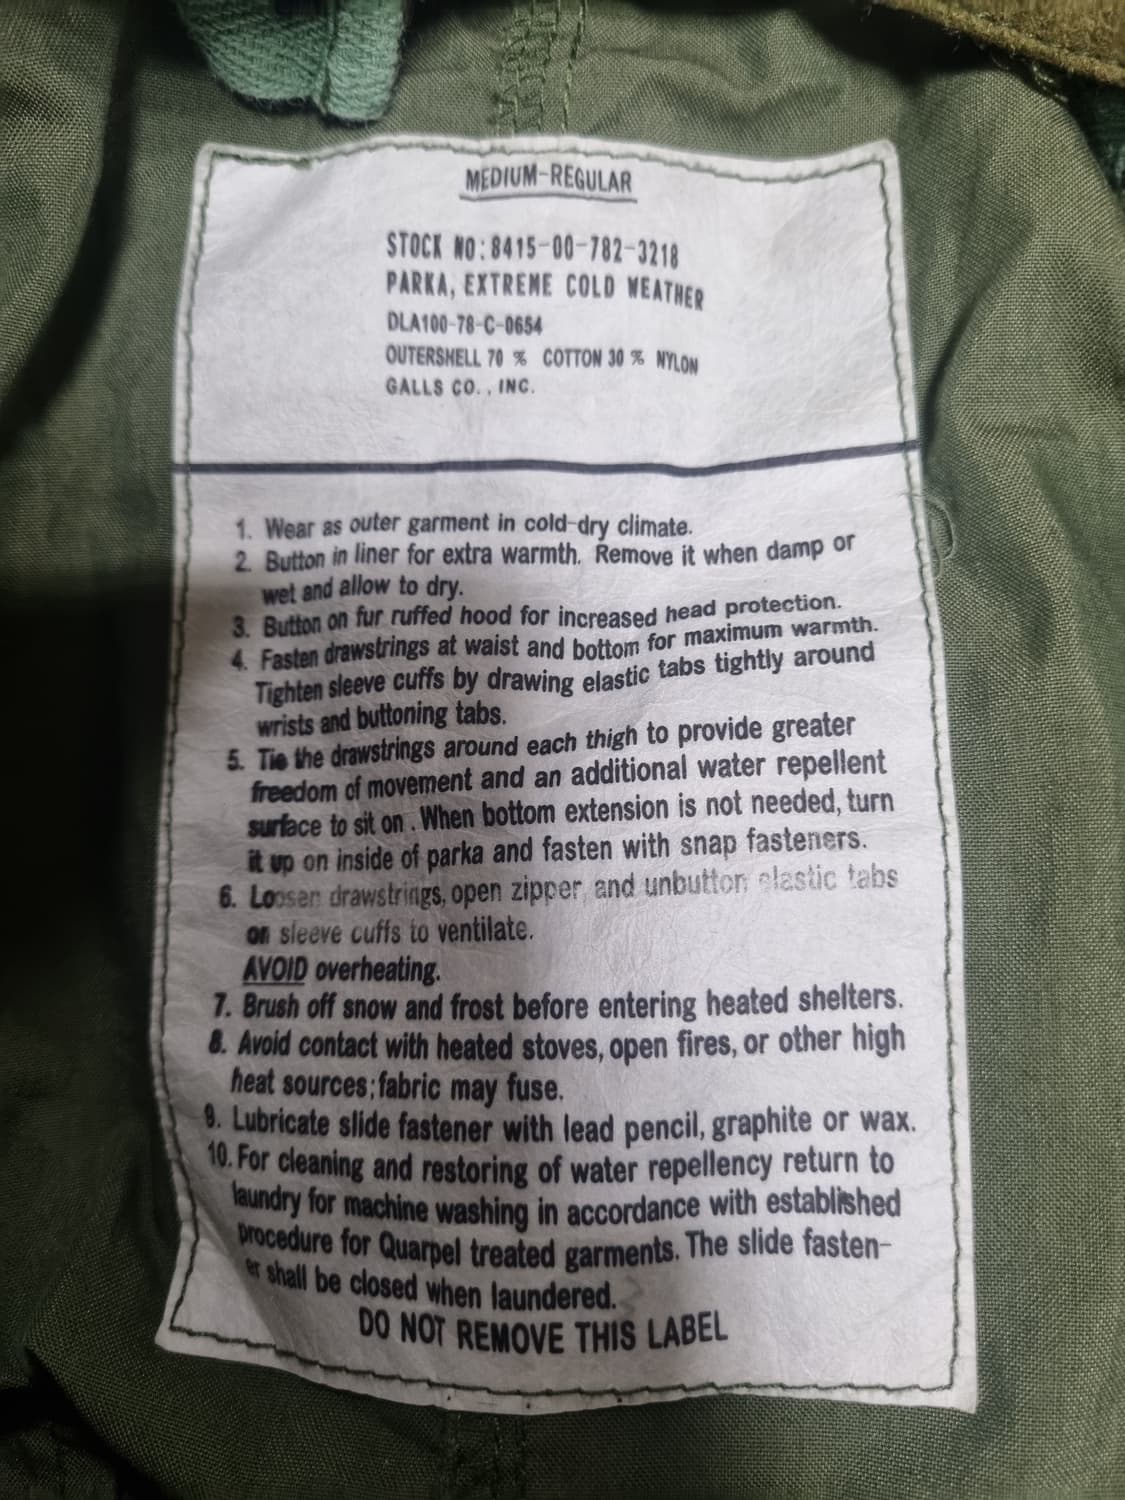 MEDIUM-REGULAR
STOCK NO:8415-00-782-3218
PARKA, EXTREME COLD WEATHER
DLA100-78-C-0654
OUTERSHELL 70 % COTTON 30 % NYLON
GALLS CO., INC.
1. Wear as outer garment in cold-dry climate.
2. Button in liner for extra warmth. Remove it when damp or
wet and allow to dry.
3. Button on fur ruffed hood for increased head protection.
4. Fasten drawstrings at waist and bottom for maximum warmth.
Tighten sleeve cuffs by drawing elastic tabs tightly around
wrists and buttoning tabs.
5. Tie the drawstrings around each thigh to provide greater
freedom of movement and an additional water repellent
surface to sit on. When bottom extension is not needed, turn
it up on inside of parka and fasten with snap fasteners.
6. Loosen drawstrings, open zipper, and unbutton elastic tabs
on sleeve cuffs to ventilate.
AVOID overheating.
7. Brush off snow and frost before entering heated shelters.
8. Avoid contact with heated stoves, open fires, or other high
heat sources; fabric may fuse.
9. Lubricate slide fastener with lead pencil, graphite or wax.
10. For cleaning and restoring of water repellency return to
laundry for machine washing in accordance with established
procedure for Quarpel treated garments. The slide fasten-
er shall be closed when laundered.
DO NOT REMOVE THIS LABEL